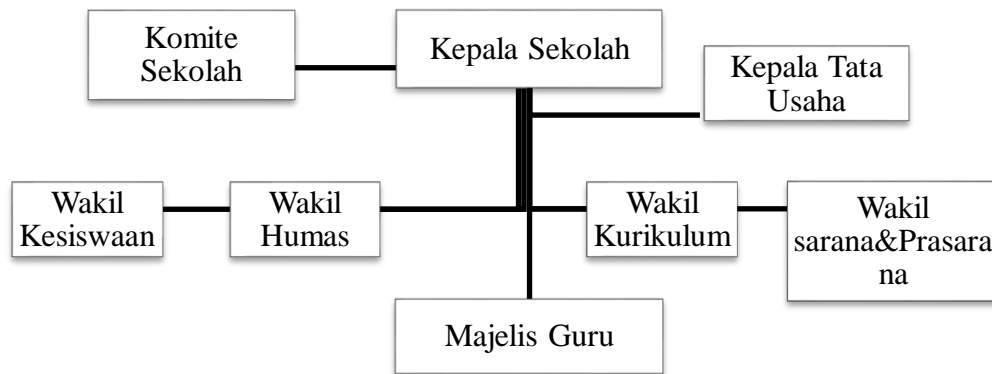 Komite
Sekolah
Kepala Sekolah
Kepala Tata
Usaha
Wakil
Kesiswaan
Wakil
Humas
Wakil
Kurikulum
Wakil
sarana&Prasara
na
Majelis Guru